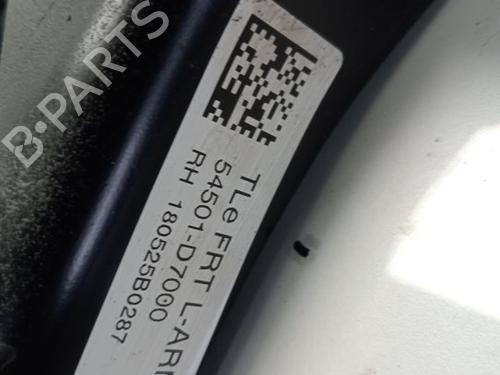 B-PARTS
TLe FRT L-ARM
54501-D7000
RH 180525B0287